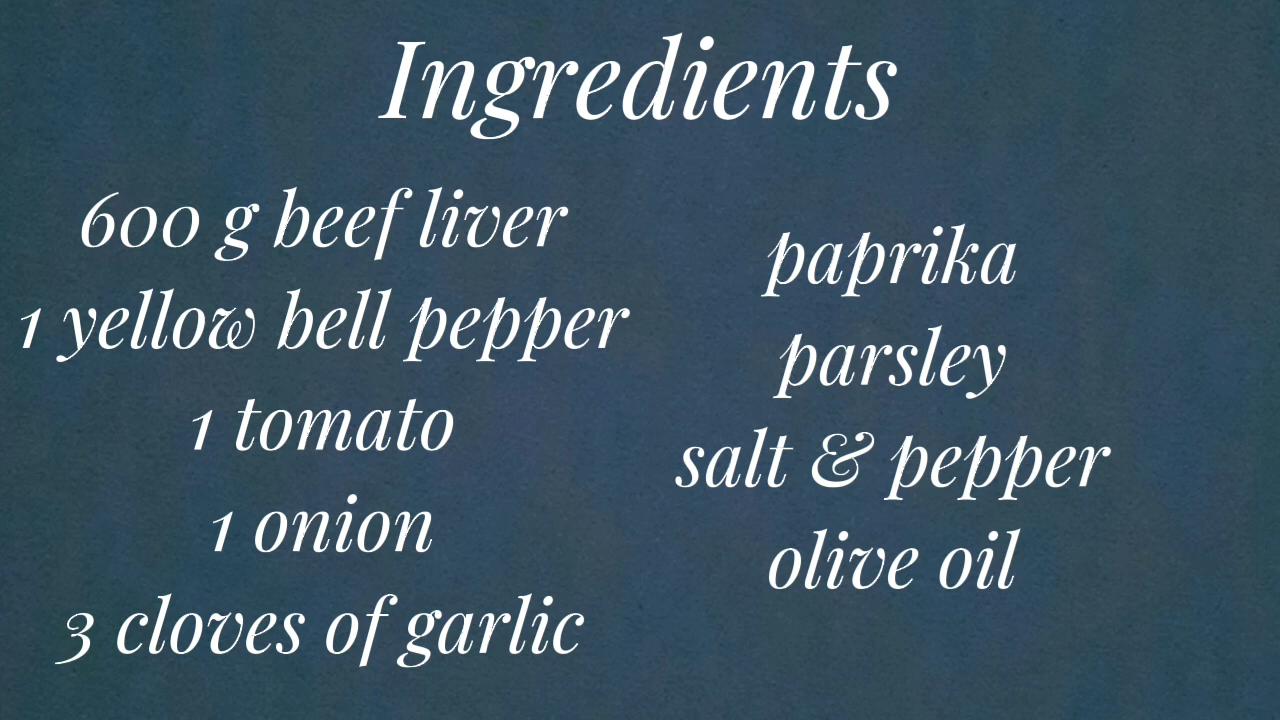 Ingredients
600 g beef liver
1 yellow bell pepper
1 tomato
1 onion
3 cloves of garlic
paprika
parsley
salt & pepper
olive oil